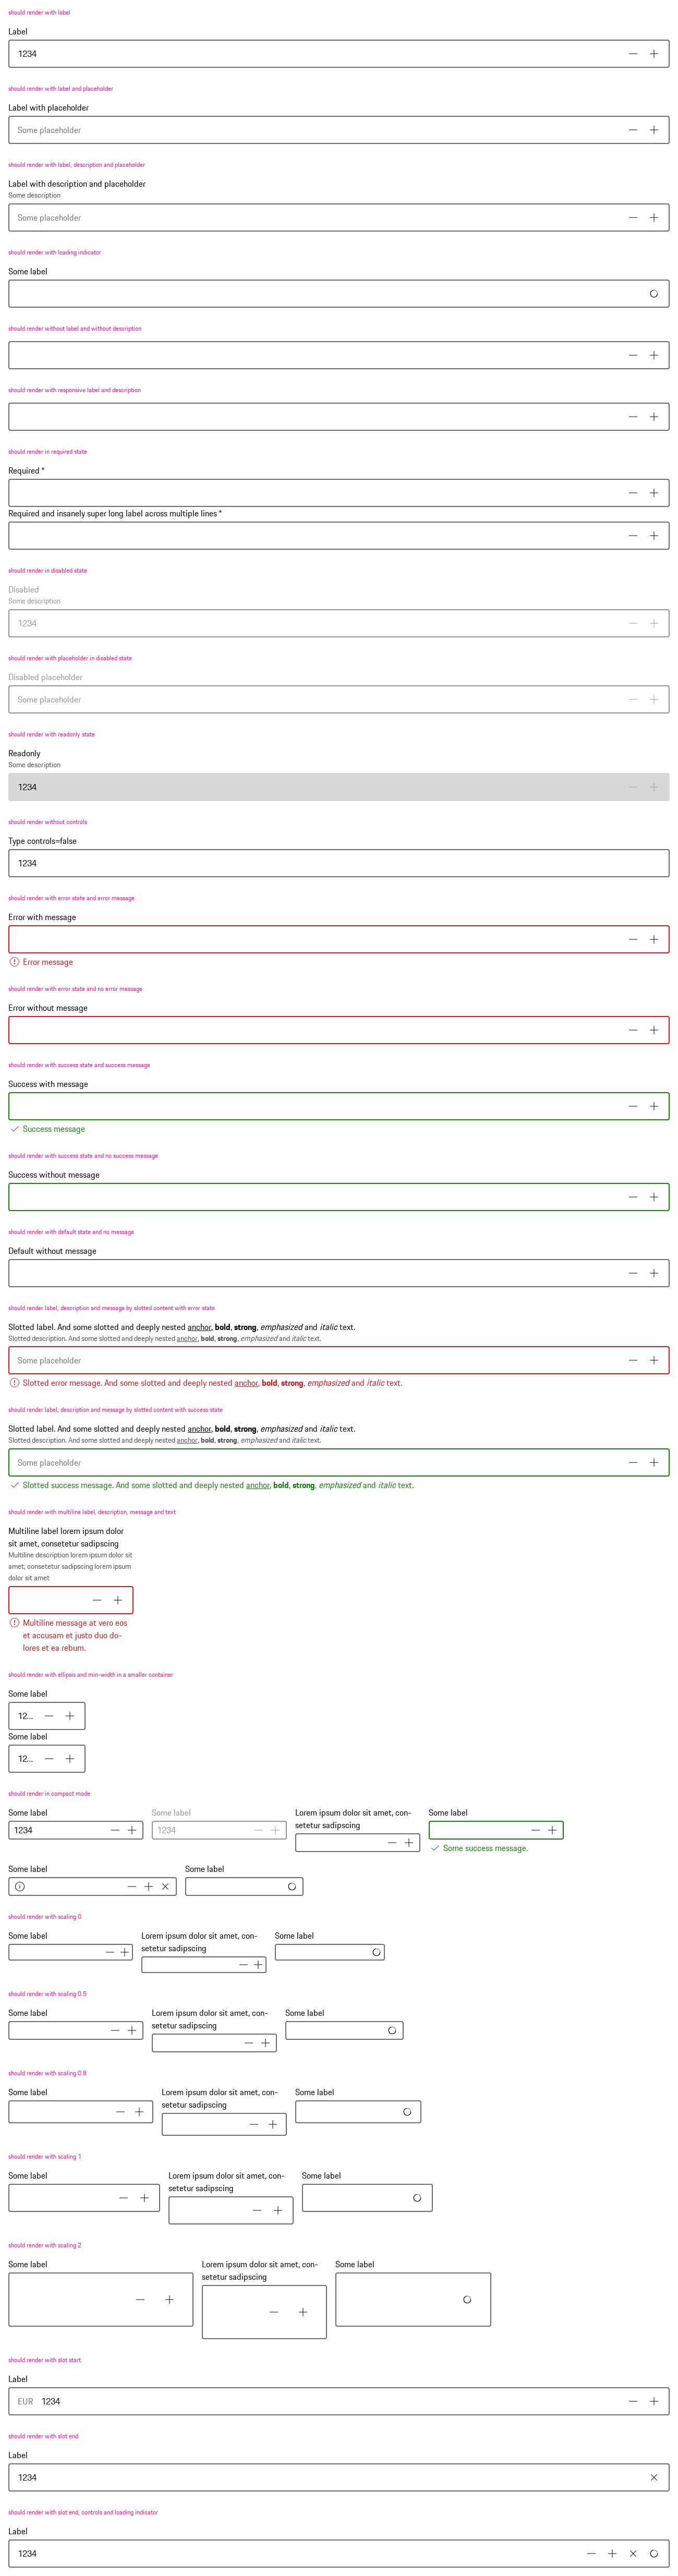 should render with label
Label
1234
should render with label and placeholder
Label with placeholder
Some placeholder
should render with label, description and placeholder
Label with description and placeholder
Some description
Some placeholder
should render with loading indicator
Some label
should render without label and without description
should render with responsive label and description
should render in required state
Required *
Required and insanely super long label across multiple lines *
should render in disabled state
Disabled
Some description
1234
should render with placeholder in disabled state
Disabled placeholder
Some placeholder
should render with readonly state
Readonly
Some description
1234
should render without controls
Type controls=false
1234
should render with error state and error message
Error with message
Error message
should render with error state and no error message
Error without message
should render with success state and success message
Success with message
Success message
should render with success state and no success message
Success without message
should render with default state and no message
Default without message
should render label, description and message by slotted content with error state
Slotted label. And some slotted and deeply nested anchor, bold, strong, emphasized and italic text.
Slotted description. And some slotted and deeply nested anchor, bold, strong, emphasized and italic text.
Some placeholder
Slotted error message. And some slotted and deeply nested anchor, bold, strong, emphasized and italic text.
should render label, description and message by slotted content with success state
Slotted label. And some slotted and deeply nested anchor, bold, strong, emphasized and italic text.
Slotted description. And some slotted and deeply nested anchor, bold, strong, emphasized and italic text.
Some placeholder
Slotted success message. And some slotted and deeply nested anchor, bold, strong, emphasized and italic text.
should render with multiline label, description, message and text
Multiline label lorem ipsum dolor
sit amet, consetetur sadipscing
Multiline description lorem ipsum dolor sit
amet, consetetur sadipscing lorem ipsum
dolor sit amet
Multiline message at vero eos
et accusam et justo duo do-
lores et ea rebum.
should render with ellipsis and min-width in a smaller container
Some label
12...
Some label
12...
should render in compact mode
Some label
1234
Some label
1234
Lorem ipsum dolor sit amet, con-
setetur sadipscing
Some label
Some success message.
Some label
Some label
should render with scaling 0
Some label
Lorem ipsum dolor sit amet, con-
setetur sadipscing
Some label
should render with scaling 0.5
Some label
Lorem ipsum dolor sit amet, con-
setetur sadipscing
Some label
should render with scaling 0.8
Some label
Lorem ipsum dolor sit amet, con-
setetur sadipscing
Some label
should render with scaling 1
Some label
Lorem ipsum dolor sit amet, con-
setetur sadipscing
Some label
should render with scaling 2
Some label
Lorem ipsum dolor sit amet, con-
setetur sadipscing
Some label
should render with slot start
Label
EUR 1234
should render with slot end
Label
1234
should render with slot end, controls and loading indicator
Label
1234